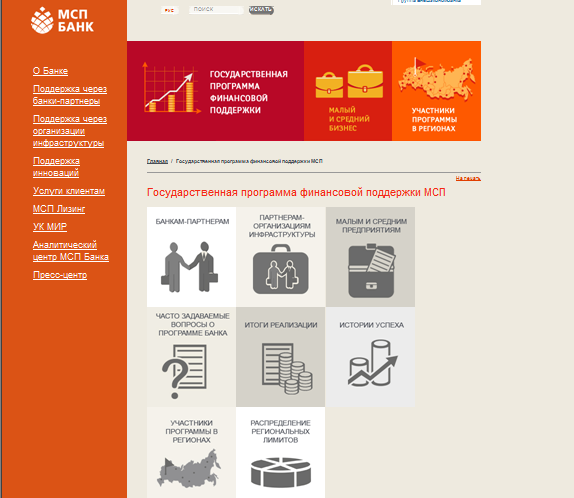 МСП
БАНК
РУС
ПОИСК
ИСКАТЬ
О Банке
Поддержка через
банки-партнеры
Поддержка через
организации
инфраструктуры
Поддержка
инноваций
Услуги клиентам
МСП Лизинг
УК МИР
Аналитический
центр МСП Банка
Пресс-центр
ГОСУДАРСТВЕННАЯ
ПРОГРАММА
ФИНАНСОВОЙ
ПОДДЕРЖКИ
МАЛЫЙ
И СРЕДНИЙ
БИЗНЕС
УЧАСТНИКИ
ПРОГРАММЫ
В РЕГИОНАХ
Главная / Государственная программа финансовой поддержки МСП
На печать
Государственная программа финансовой поддержки МСП
БАНКАМ-ПАРТНЕРАМ
ПАРТНЕРАМ-
ОРГАНИЗАЦИЯМ
ИНФРАСТРУКТУРЫ
МАЛЫМ И СРЕДНИМ
ПРЕДПРИЯТИЯМ
ЧАСТО ЗАДАВАЕМЫЕ
ВОПРОСЫ О
ПРОГРАММЕ БАНКА
ИТОГИ РЕАЛИЗАЦИИ
ИСТОРИИ УСПЕХА
УЧАСТНИКИ
ПРОГРАММЫ В
РЕГИОНАХ
РАСПРЕДЕЛЕНИЕ
РЕГИОНАЛЬНЫХ
ЛИМИТОВ